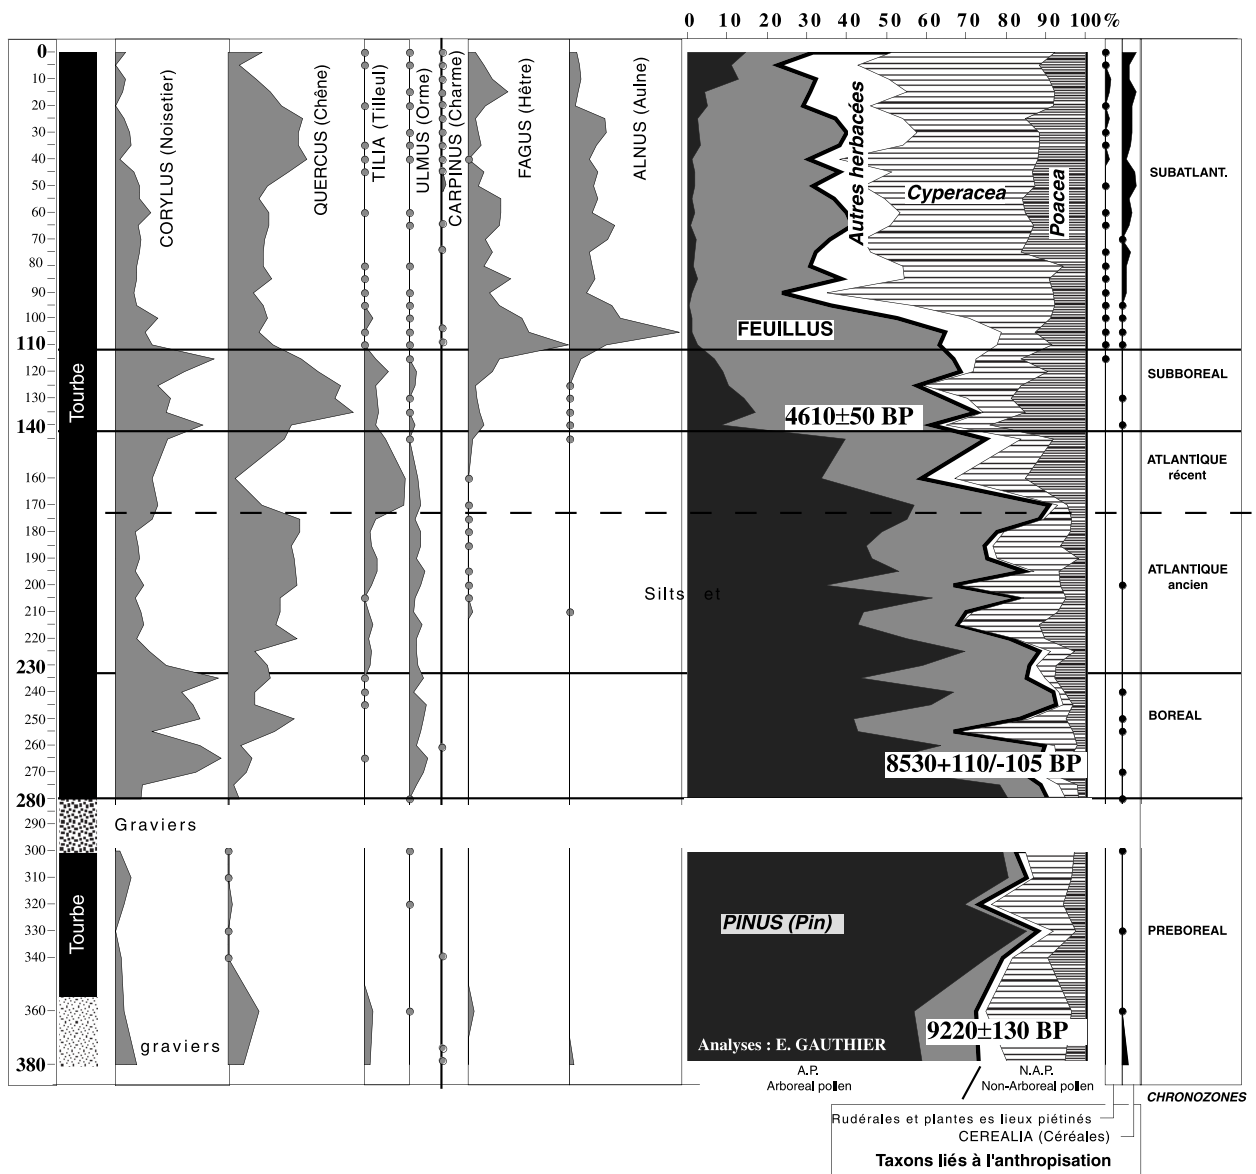 0 10 20 30 40 50 60 70 80 90 100%
0
10
20
30
40
50
60
70
80
90
100
110
120
130
140
160
170
180
190
200
210
220
230
240
250
260
270
280
290
300
310
320
330
340
360
380
Tourbe
Tourbe
CORYLUS (Noisetier)
QUERCUS (Chêne)
TILIA (Tilleul)
ULMUS (Orme)
CARPINUS (Charme)
FAGUS (Hêtre)
ALNUS (Aulne)
Autres herbacées
Cyperacea
Poacea
FEUILLUS
4610±50 BP
Silts et
8530+110/-105 BP
Graviers
PINUS (Pin)
graviers
9220±130 BP
Analyses : E. GAUTHIER
SUBATLANT.
SUBBOREAL
ATLANTIQUE
récent
ATLANTIQUE
ancien
BOREAL
PREBOREAL
A.P.
Arboreal pollen
N.A.P.
Non-Arboreal pollen
CHRONOZONES
Rudérales et plantes es lieux piétinés
CEREALIA (Céréales)
Taxons liés à l'anthropisation